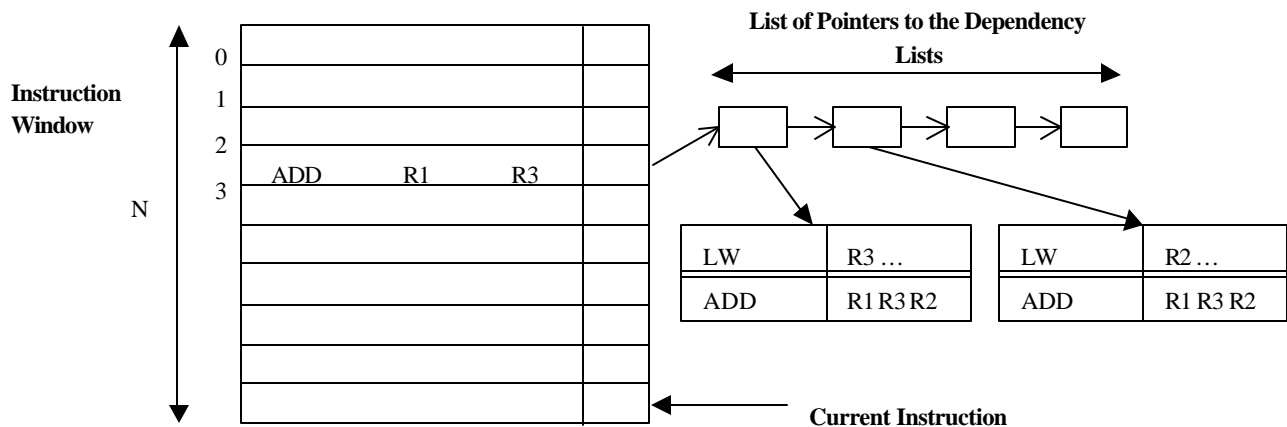 List of Pointers to the Dependency
Lists
Instruction
Window
N
0
1
2
3
ADD R1 R3
LW R3 …
ADD R1 R3 R2
LW R2 …
ADD R1 R3 R2
Current Instruction